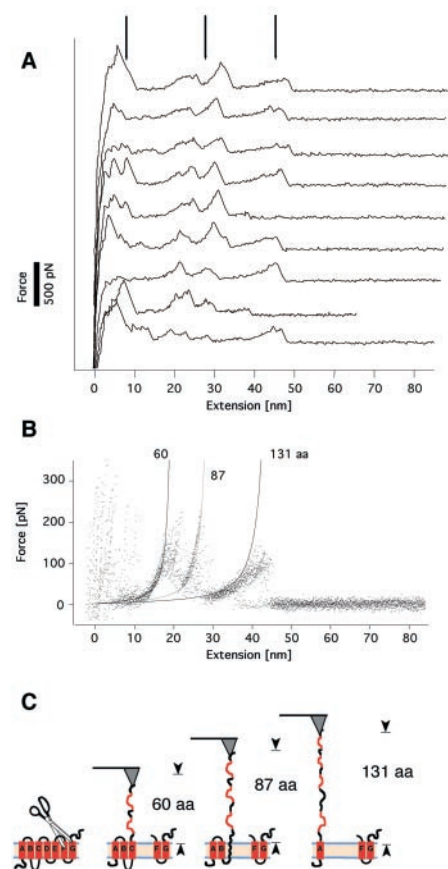 A
Force
500 pN
0 10 20 30 40 50 60 70 80
Extension [nm]
B
60
87
131 aa
Force [pN]
300
200
100
0
0 10 20 30 40 50 60 70 80
Extension [nm]
C
60 aa
87 aa
131 aa
A B C D E F G
A B C F G
A B F G
A F G